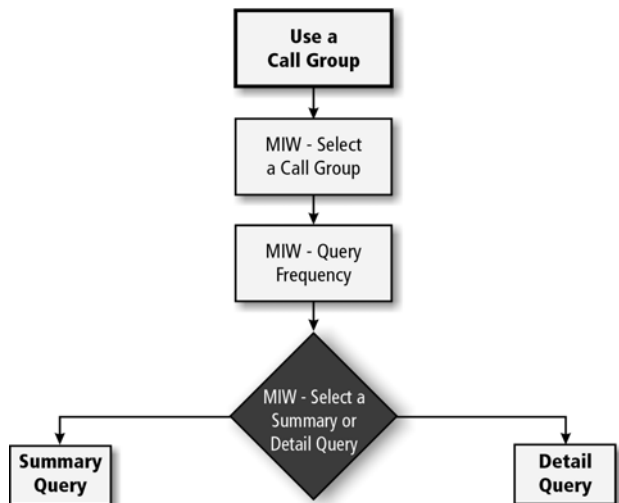 Use a
Call Group
MIW - Select
a Call Group
MIW - Query
Frequency
MIW - Select a
Summary or
Detail Query
Summary
Query
Detail
Query